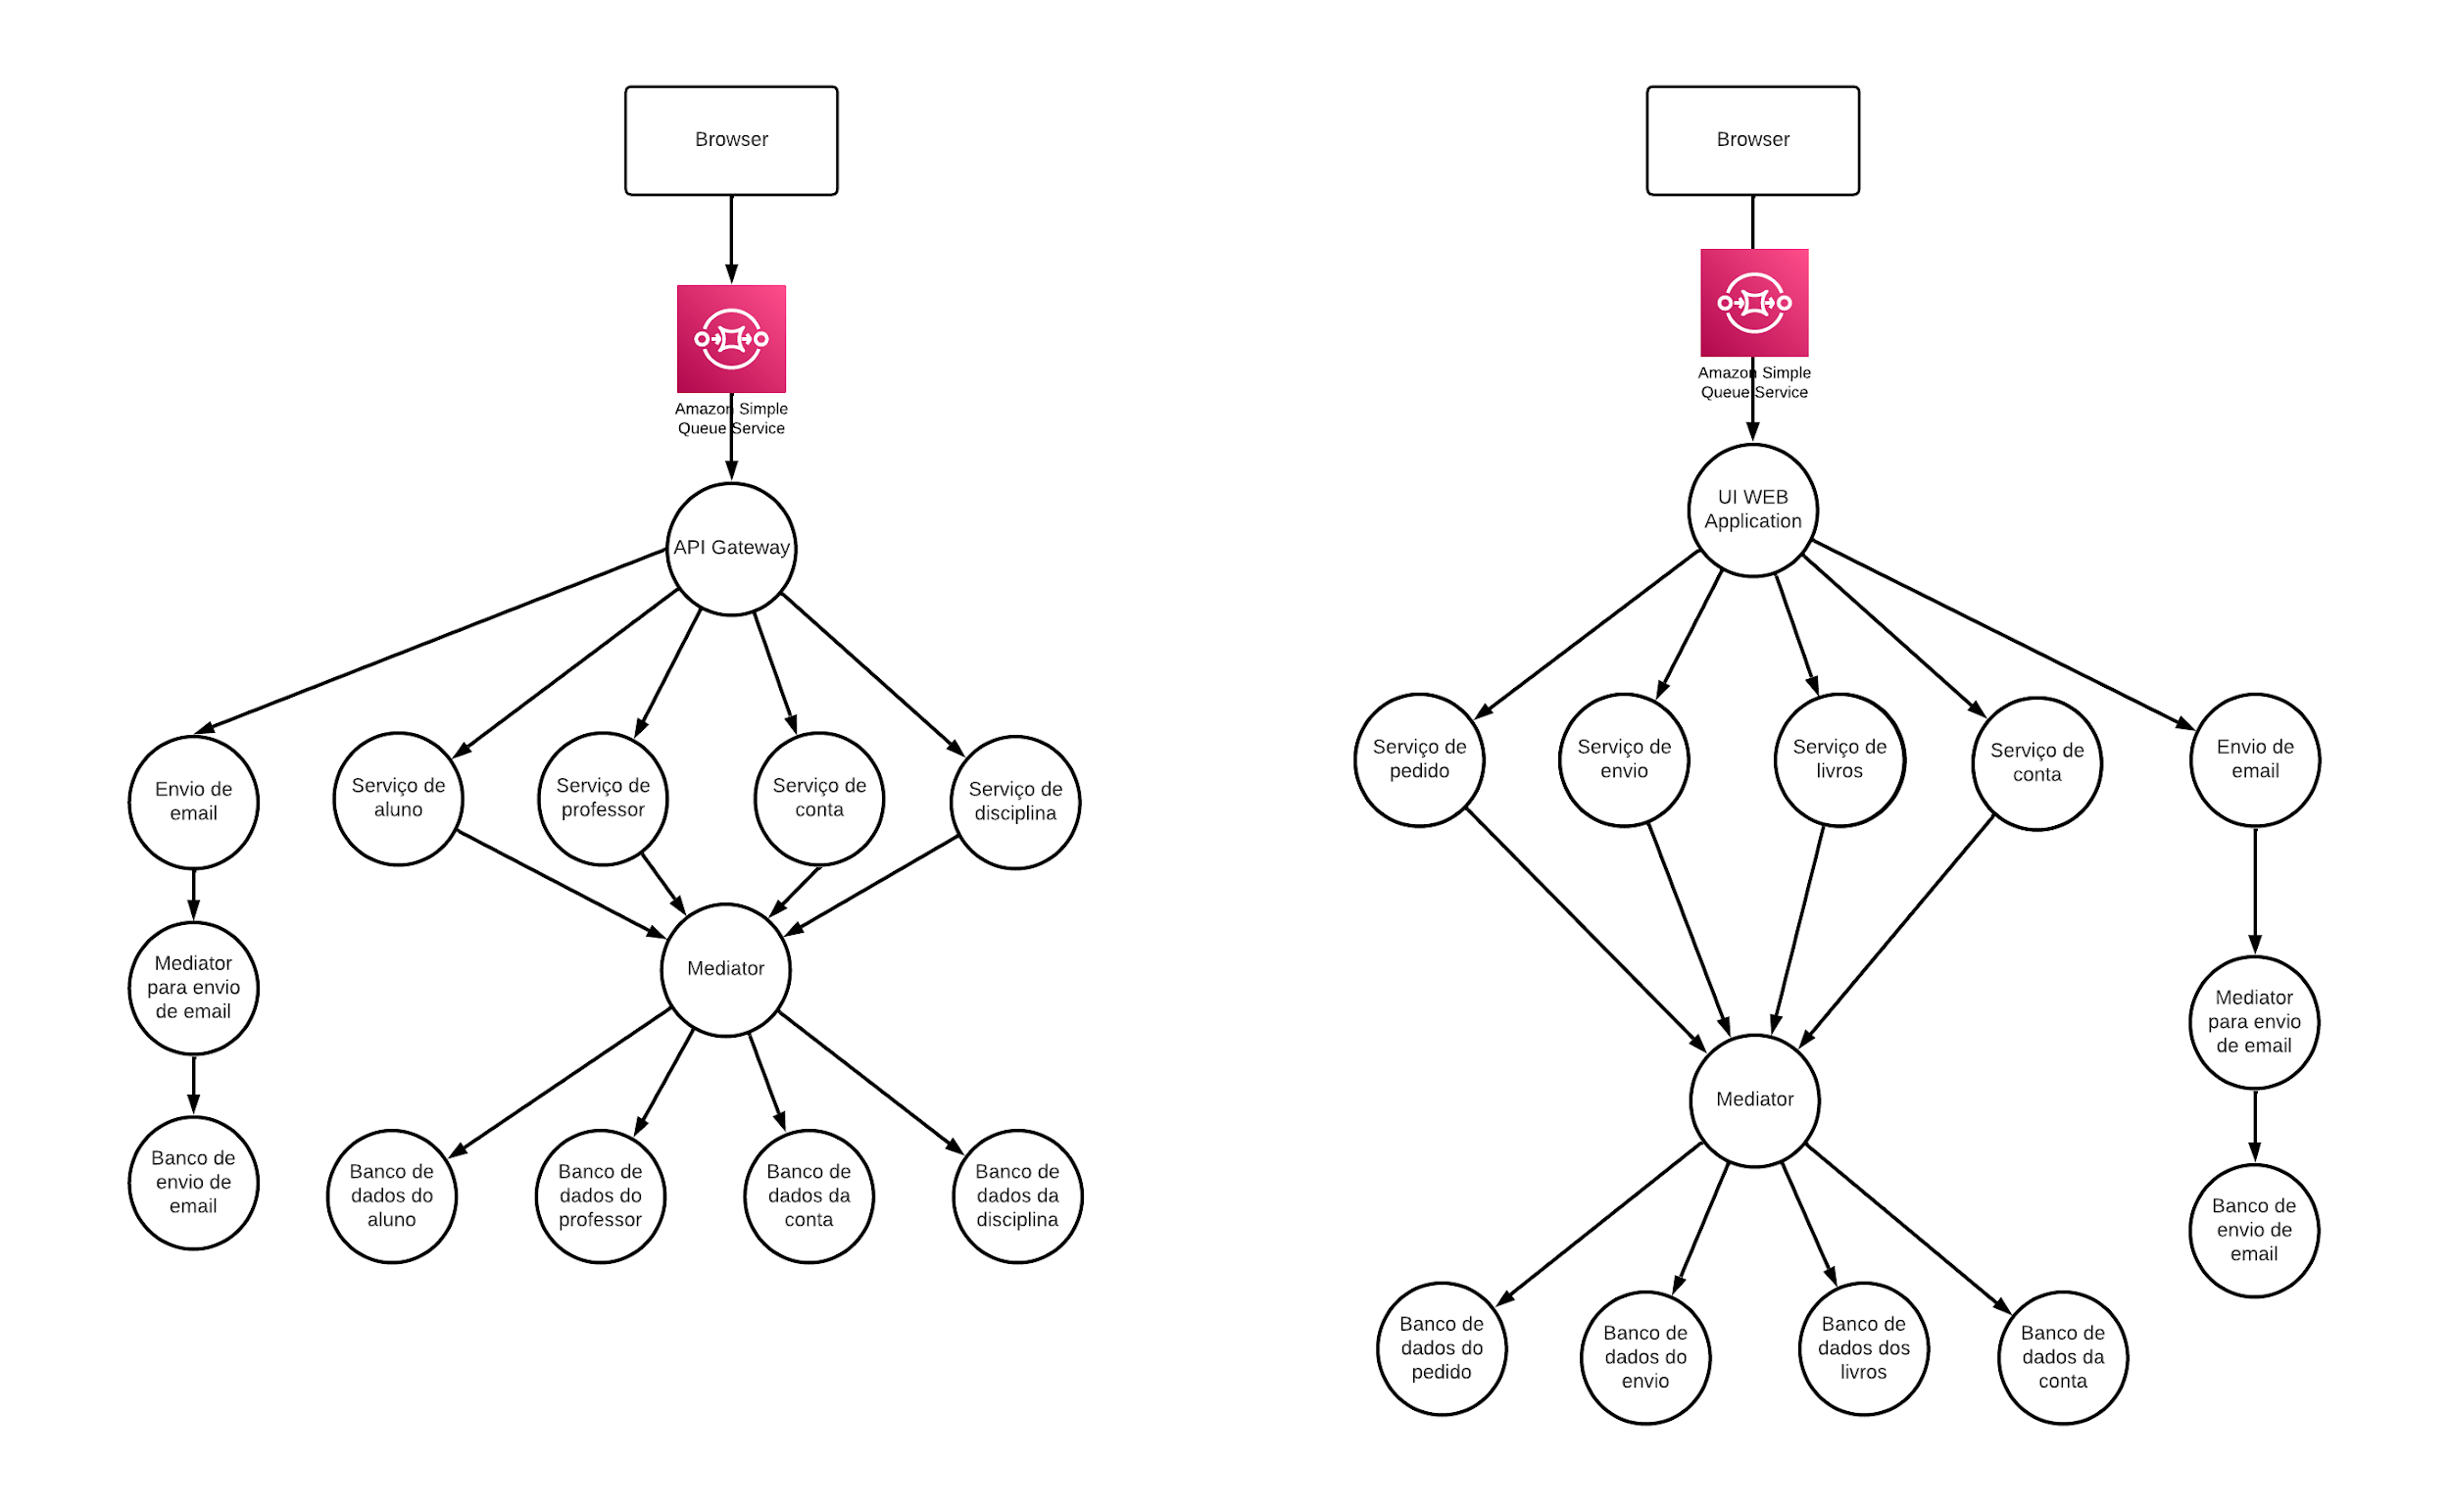 Browser
Amazon Simple
Queue Service
API Gateway
Envio de
email
Serviço de
aluno
Serviço de
professor
Serviço de
conta
Serviço de
disciplina
Mediator
para envio
de email
Mediator
Banco de
envio de
email
Banco de
dados do
aluno
Banco de
dados do
professor
Banco de
dados da
conta
Banco de
dados da
disciplina
Browser
Amazon Simple
Queue Service
UI WEB
Application
Serviço de
pedido
Serviço de
envio
Serviço de
livros
Serviço de
conta
Envio de
email
Mediator
Mediator
para envio
de email
Banco de
envio de
email
Banco de
dados do
pedido
Banco de
dados do
envio
Banco de
dados dos
livros
Banco de
dados da
conta